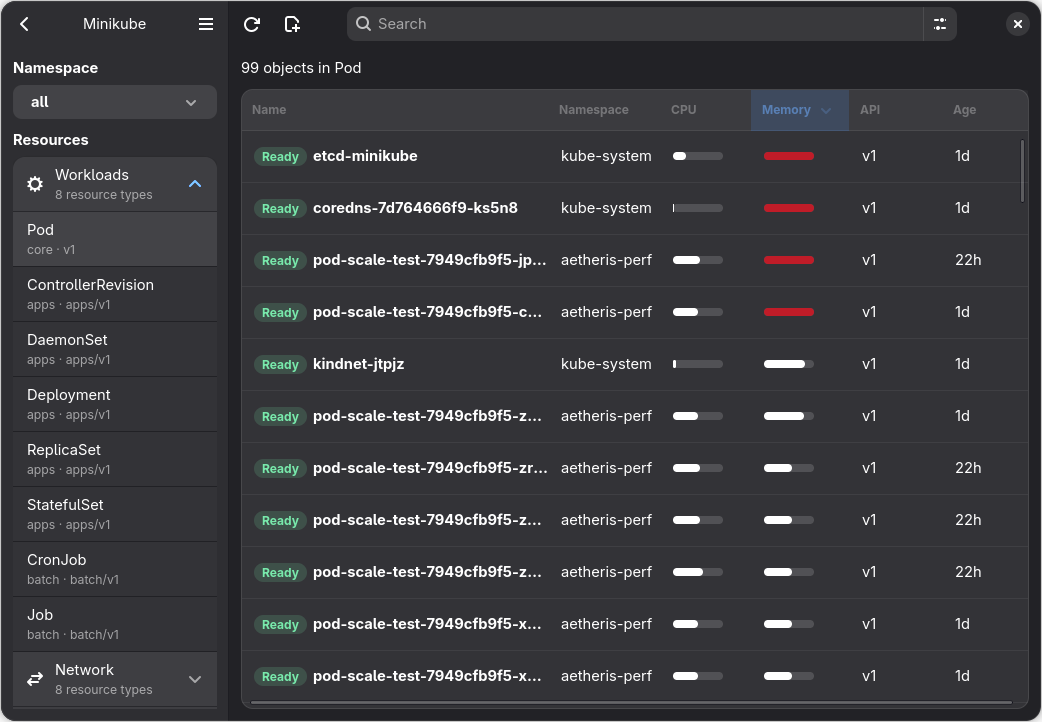 Minikube
Search
Namespace
all
Resources
Workloads
8 resource types
Pod
core · v1
ControllerRevision
apps · apps/v1
DaemonSet
apps · apps/v1
Deployment
apps · apps/v1
ReplicaSet
apps · apps/v1
StatefulSet
apps · apps/v1
CronJob
batch · batch/v1
Job
batch · batch/v1
Network
8 resource types
99 objects in Pod
Name Namespace CPU Memory API Age
Ready etcd-minikube kube-system v1 1d
Ready coredns-7d764666f9-ks5n8 kube-system v1 1d
Ready pod-scale-test-7949cfb9f5-jp... aetheris-perf v1 22h
Ready pod-scale-test-7949cfb9f5-c... aetheris-perf v1 1d
Ready kindnet-jtpjz kube-system v1 1d
Ready pod-scale-test-7949cfb9f5-z... aetheris-perf v1 1d
Ready pod-scale-test-7949cfb9f5-zr... aetheris-perf v1 22h
Ready pod-scale-test-7949cfb9f5-z... aetheris-perf v1 22h
Ready pod-scale-test-7949cfb9f5-z... aetheris-perf v1 22h
Ready pod-scale-test-7949cfb9f5-x... aetheris-perf v1 1d
Ready pod-scale-test-7949cfb9f5-x... aetheris-perf v1 1d